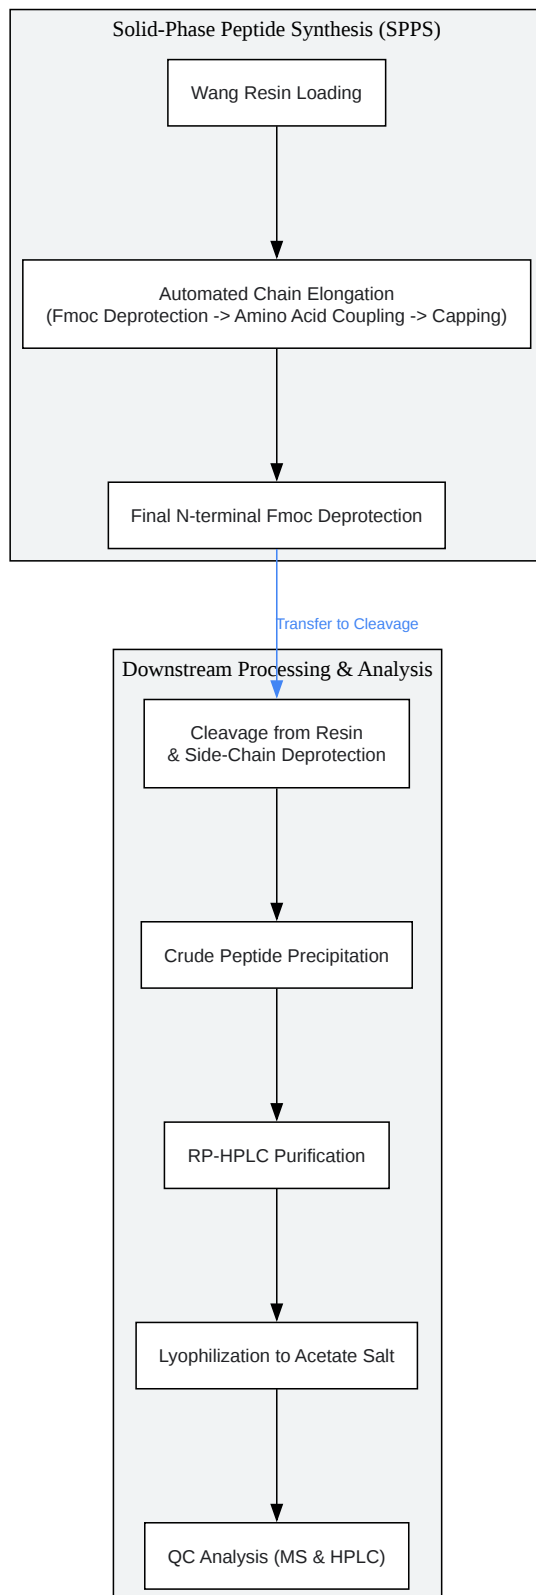 Solid-Phase Peptide Synthesis (SPPS)
Wang Resin Loading
Automated Chain Elongation
(Fmoc Deprotection -> Amino Acid Coupling -> Capping)
Final N-terminal Fmoc Deprotection
Transfer to Cleavage
Downstream Processing & Analysis
Cleavage from Resin
& Side-Chain Deprotection
Crude Peptide Precipitation
RP-HPLC Purification
Lyophilization to Acetate Salt
QC Analysis (MS & HPLC)